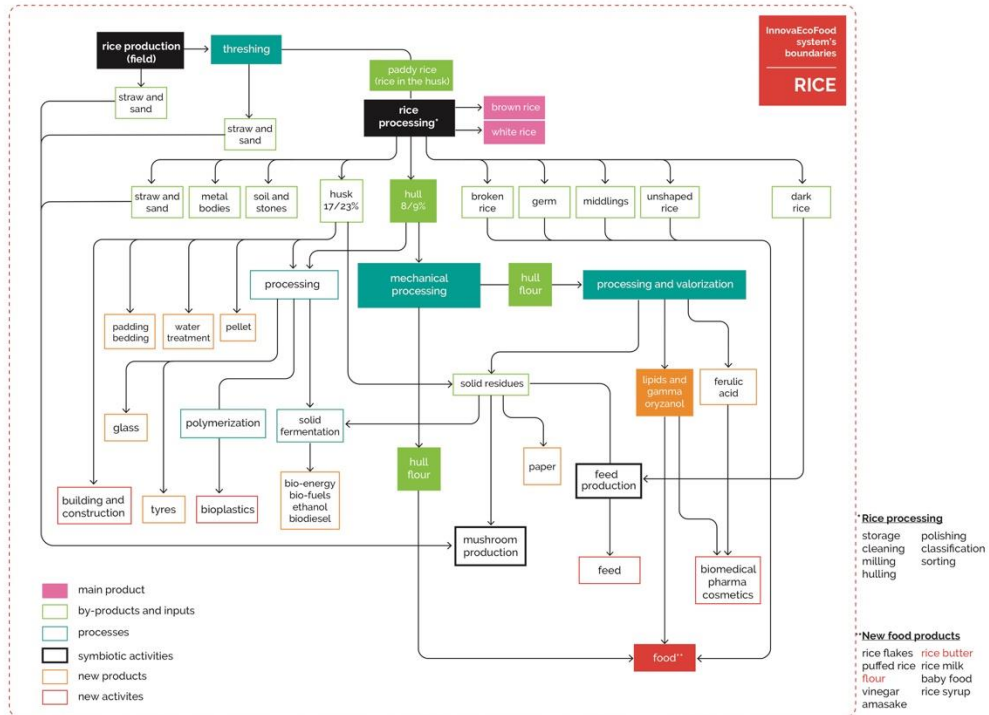 InnovaEcoFood
system's
boundaries
RICE
rice production
(field)
threshing
paddy rice
(rice in the husk)
straw and
sand
rice
processing*
brown rice
white rice
straw and
sand
straw and
sand
metal
bodies
soil and
stones
husk
17/23%
hull
8/9%
broken
rice
germ
middlings
unshaped
rice
dark
rice
processing
mechanical
processing
hull
flour
processing and valorization
padding
bedding
water
treatment
pellet
solid residues
lipids and
gamma
oryzanol
ferulic
acid
glass
polymerization
solid
fermentation
hull
flour
paper
feed
production
building and
construction
tyres
bioplastics
bio-energy
bio-fuels
ethanol
biodiesel
mushroom
production
feed
biomedical
pharma
cosmetics
food**
main product
by-products and inputs
processes
symbiotic activities
new products
new activites
*Rice processing
storage polishing
cleaning classification
milling sorting
hulling
**New food products
rice flakes rice butter
puffed rice rice milk
flour baby food
vinegar rice syrup
amasake